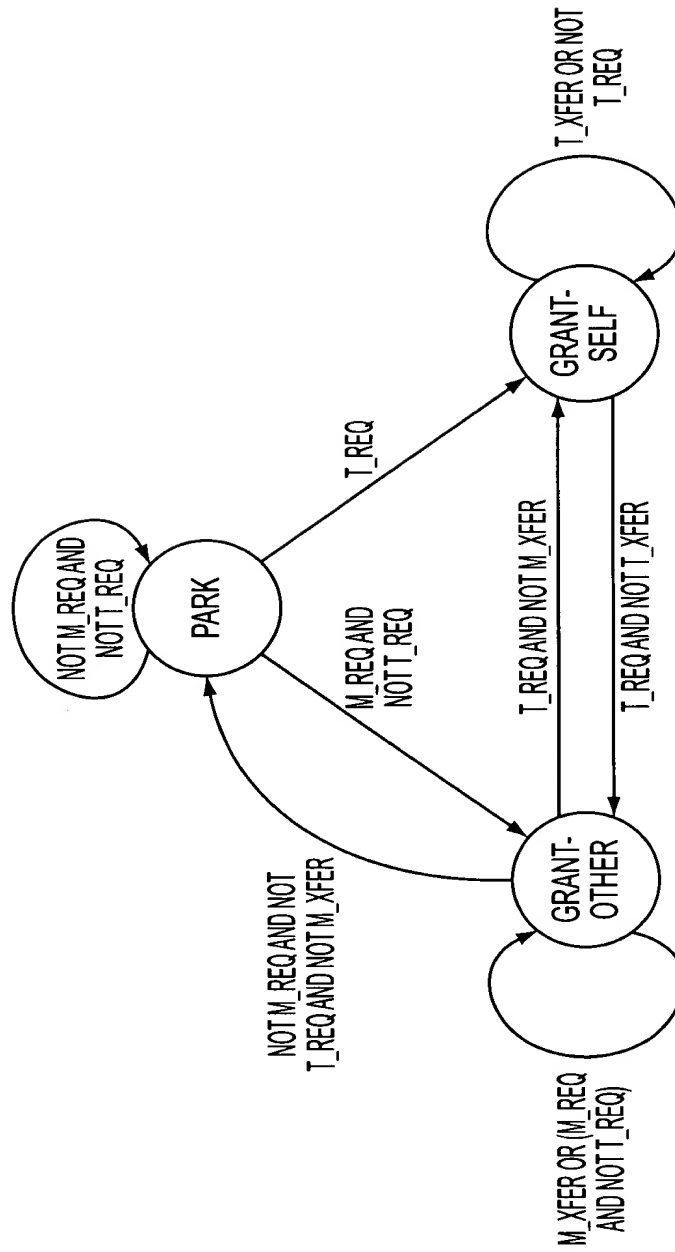 NOT M_REQ AND
NOT T_REQ
PARK
T_REQ
M_REQ AND
NOT T_REQ
NOT M_REQ AND NOT
T_REQ AND NOT M_XFER
T_REQ AND NOT M_XFER
T_REQ AND NOT T_XFER
GRANT-
OTHER
GRANT-
SELF
M_XFER OR (M_REQ
AND NOT T_REQ)
T_XFER OR NOT
T_REQ